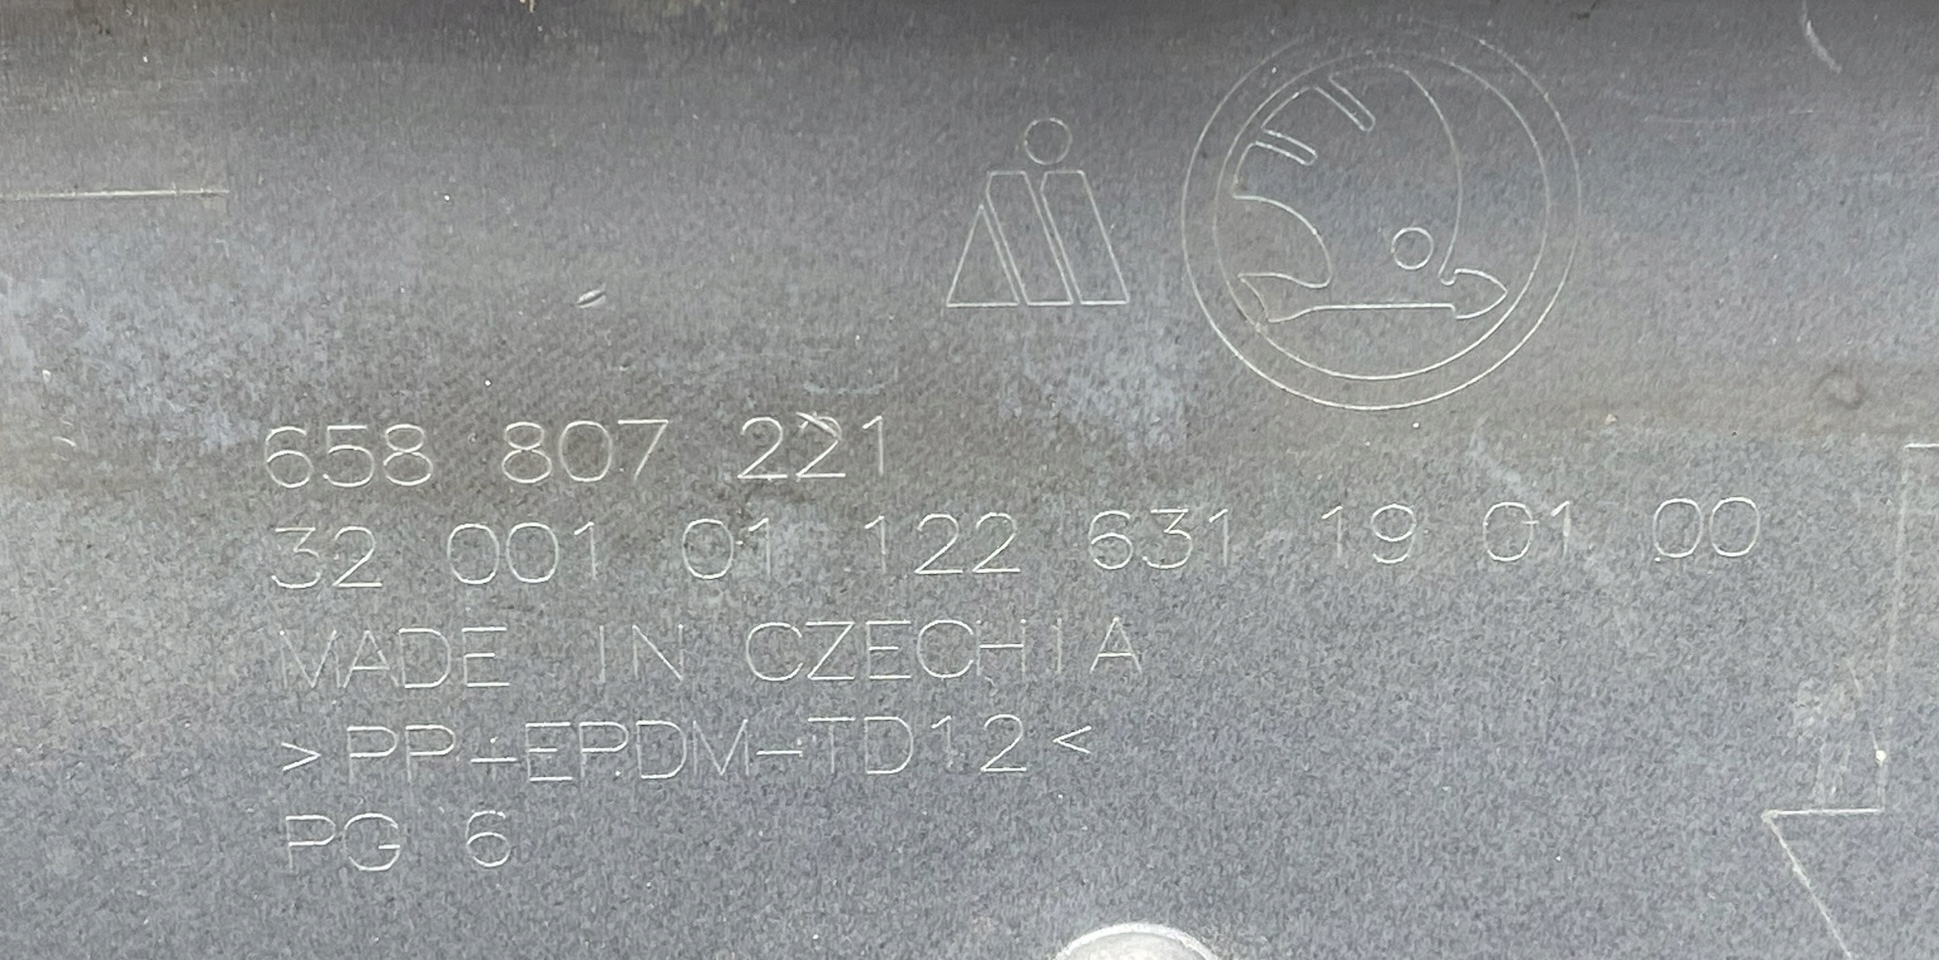 658 807 221
32 001 01 122 631 19 01 00
MADE IN CZECHIA
>PP+EPDM-TD12<
PG 6